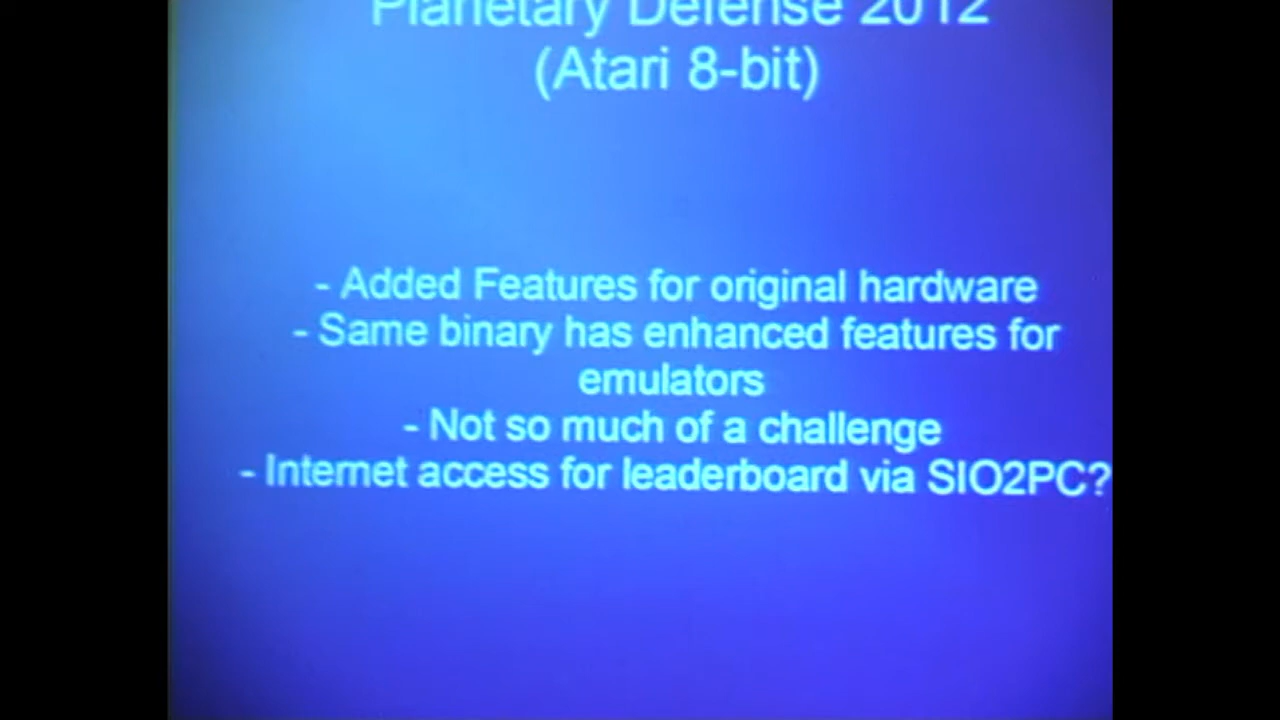 Planetary Defense 2012
(Atari 8-bit)
- Added Features for original hardware
- Same binary has enhanced features for
emulators
- Not so much of a challenge
- Internet access for leaderboard via SIO2PC?